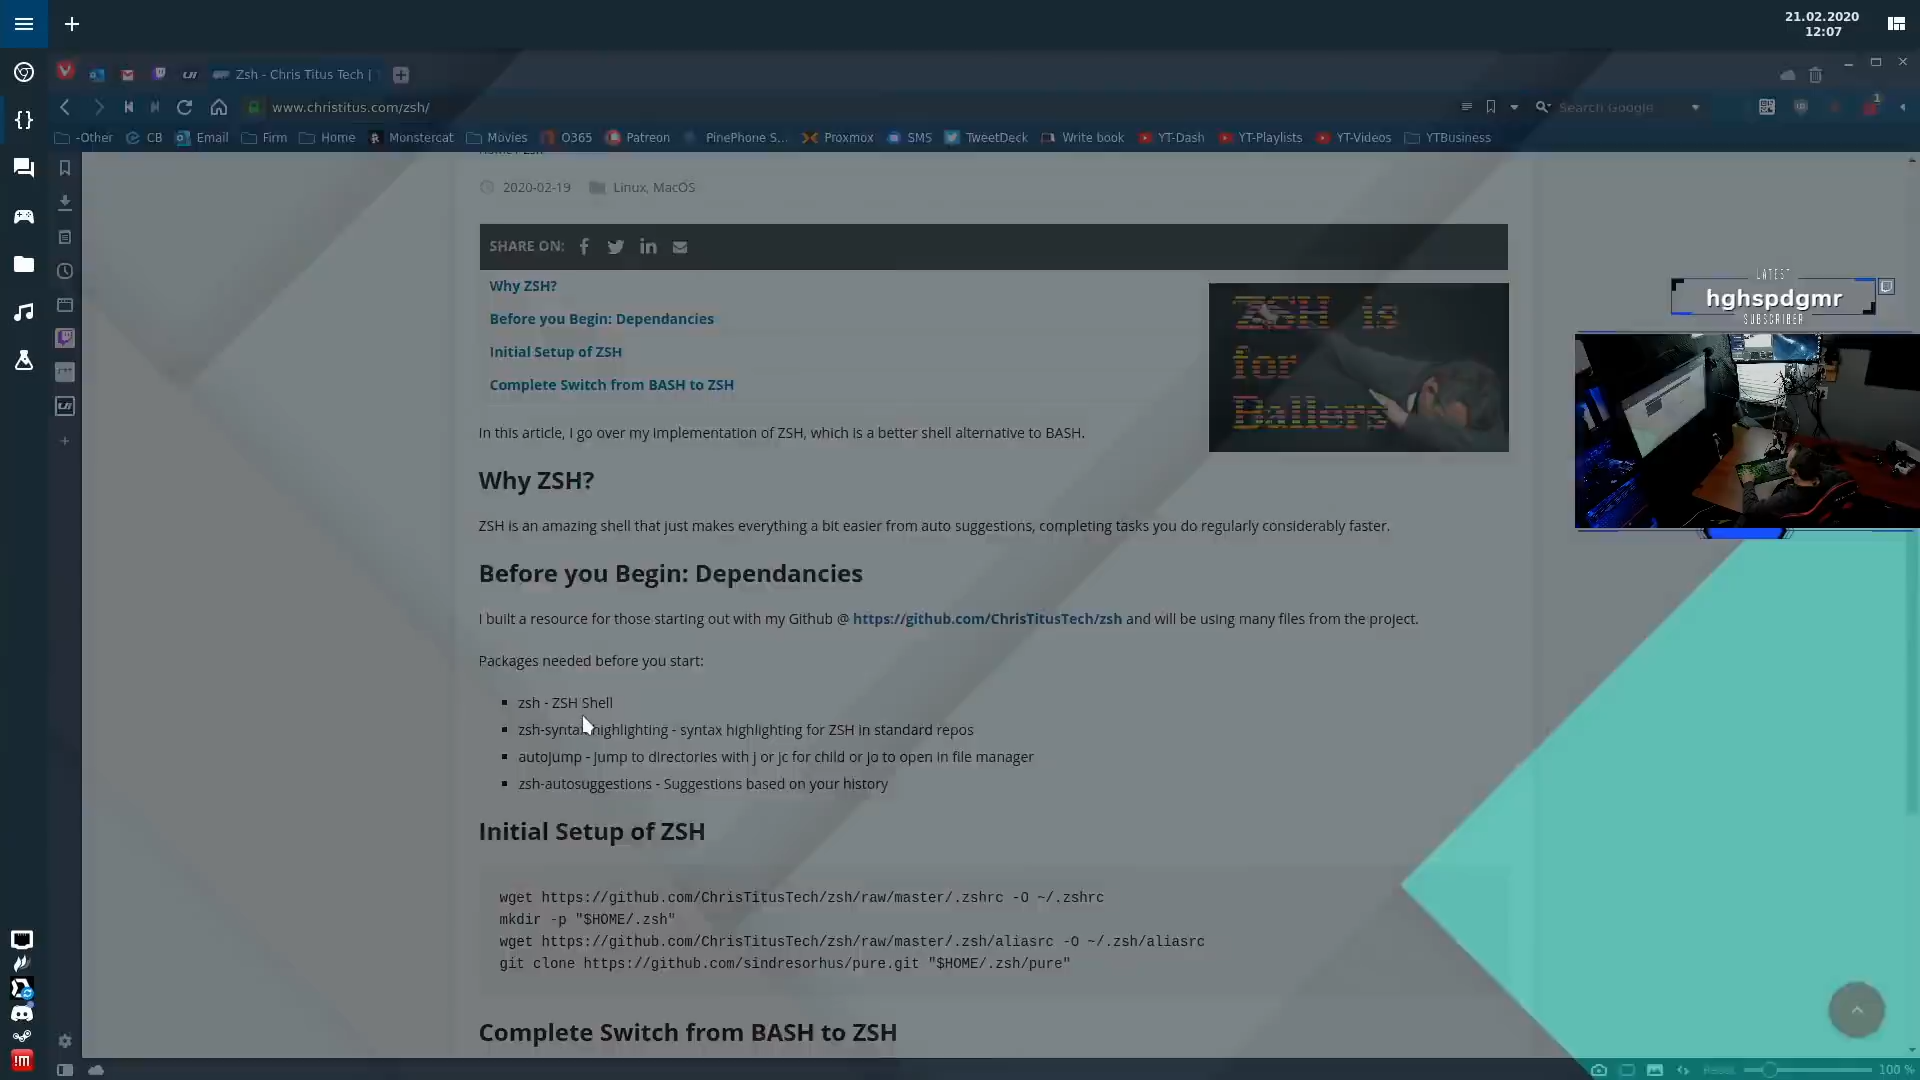 21.02.2020
12:07
Zsh - Chris Titus Tech |
www.christitus.com/zsh/
Search Google
1
-Other
CB
Email
Firm
Home
Monstercat
Movies
O365
Patreon
PinePhone S...
Proxmox
SMS
TweetDeck
Write book
YT-Dash
YT-Playlists
YT-Videos
YTBusiness
2020-02-19
Linux, MacOS
SHARE ON:
Why ZSH?
Before you Begin: Dependancies
Initial Setup of ZSH
Complete Switch from BASH to ZSH
ZSH is
for
Ballers
LATEST
hghspdgmr
SUBSCRIBER
In this article, I go over my implementation of ZSH, which is a better shell alternative to BASH.
Why ZSH?
ZSH is an amazing shell that just makes everything a bit easier from auto suggestions, completing tasks you do regularly considerably faster.
Before you Begin: Dependancies
I built a resource for those starting out with my Github @ https://github.com/ChrisTitusTech/zsh and will be using many files from the project.
Packages needed before you start:
zsh - ZSH Shell
zsh-syntax-highlighting - syntax highlighting for ZSH in standard repos
autojump - jump to directories with j or jc for child or jo to open in file manager
zsh-autosuggestions - Suggestions based on your history
Initial Setup of ZSH
wget https://github.com/ChrisTitusTech/zsh/raw/master/.zshrc -O ~/.zshrc
mkdir -p "$HOME/.zsh"
wget https://github.com/ChrisTitusTech/zsh/raw/master/.zsh/aliasrc -O ~/.zsh/aliasrc
git clone https://github.com/sindresorhus/pure.git "$HOME/.zsh/pure"
Complete Switch from BASH to ZSH
Reset
100 %